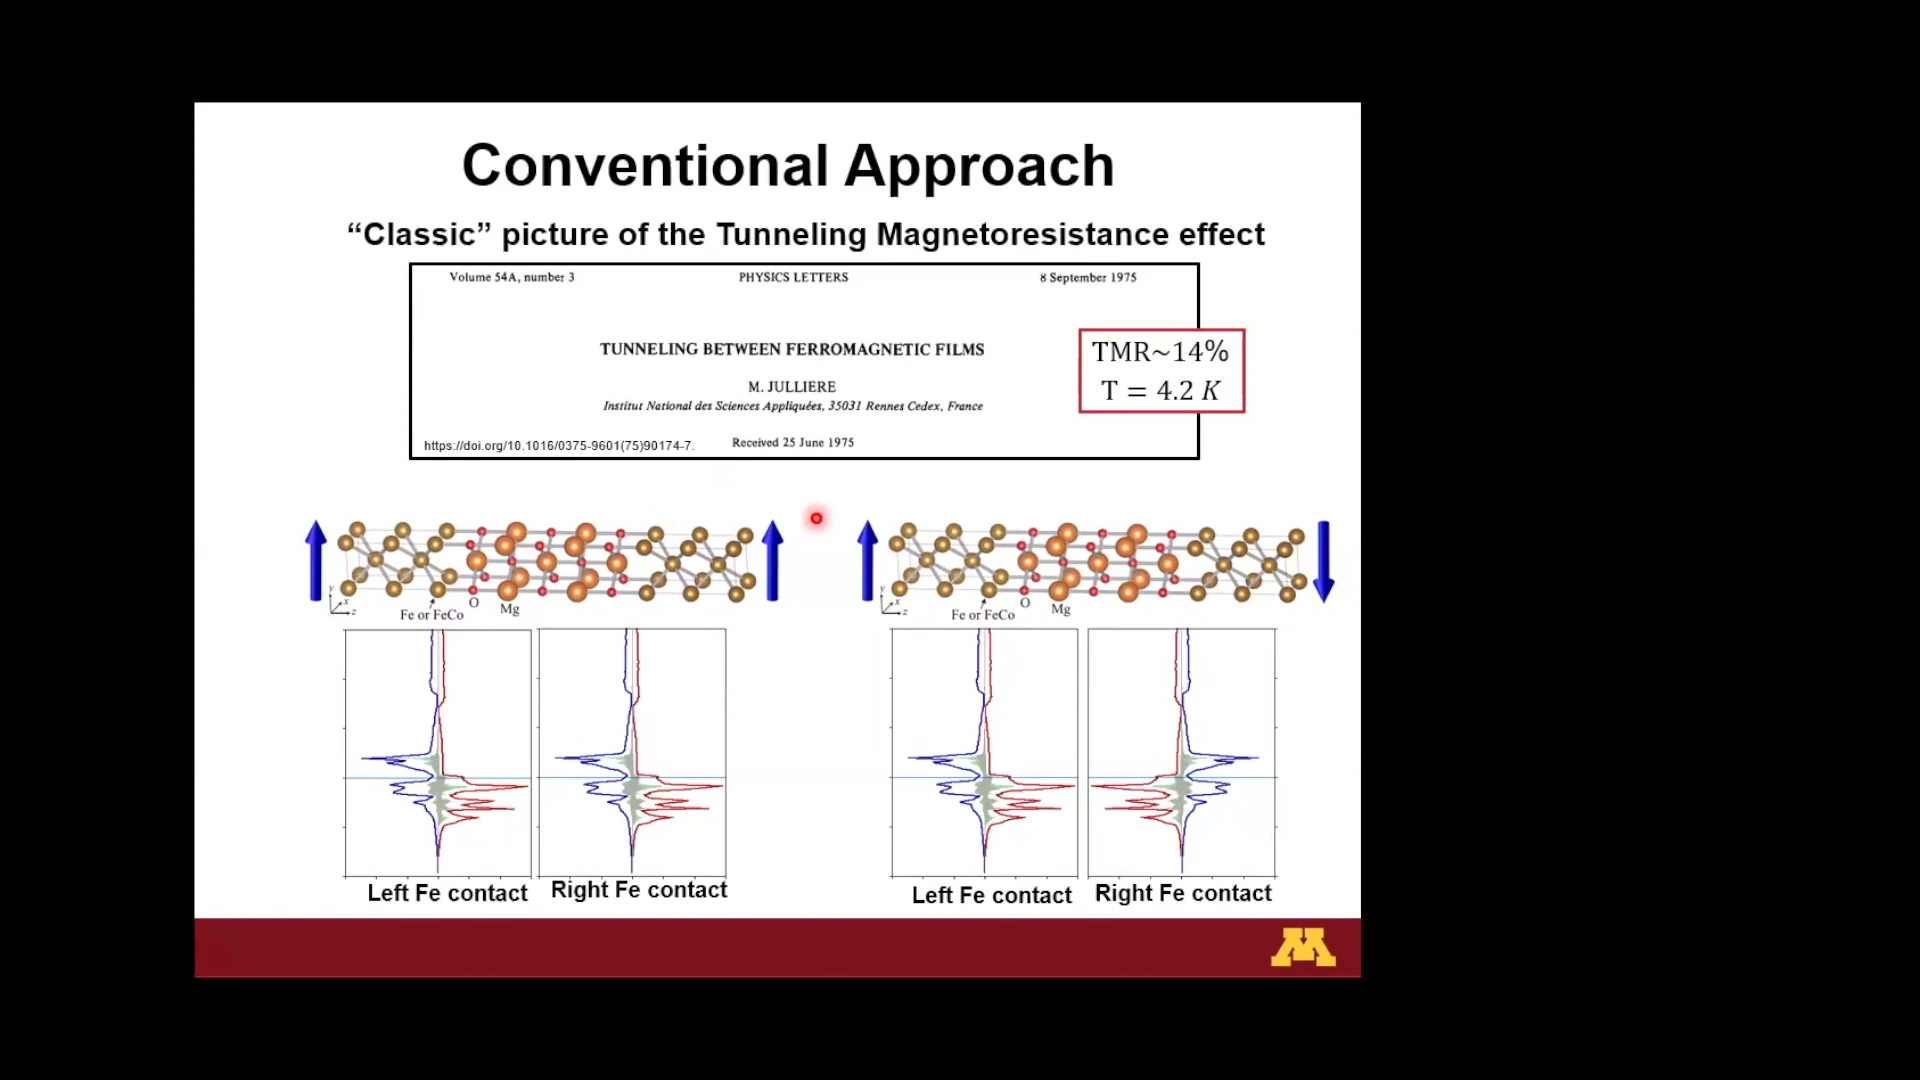 Conventional Approach
“Classic” picture of the Tunneling Magnetoresistance effect
Volume 54A, number 3 PHYSICS LETTERS 8 September 1975
TUNNELING BETWEEN FERROMAGNETIC FILMS
M. JULLIERE
Institut National des Sciences Appliquées, 35031 Rennes Cedex, France
https://doi.org/10.1016/0375-9601(75)90174-7. Received 25 June 1975
TMR~14%
T = 4.2 K
y x z
Fe or FeCo O Mg
y x z
Fe or FeCo O Mg
Left Fe contact Right Fe contact
Left Fe contact Right Fe contact
M